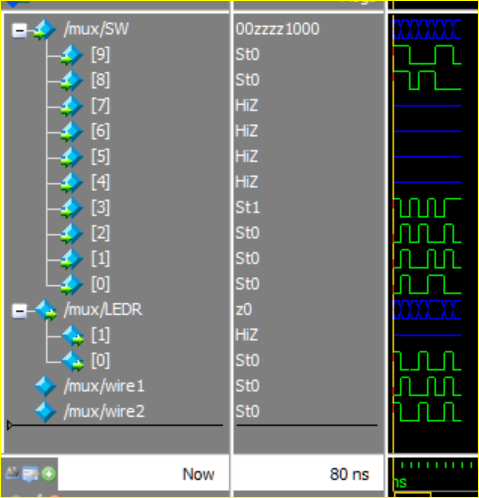 /mux/SW 00zzzz1000
[9] St0
[8] St0
[7] HiZ
[6] HiZ
[5] HiZ
[4] HiZ
[3] St1
[2] St0
[1] St0
[0] St0
/mux/LEDR z0
[1] HiZ
[0] St0
/mux/wire1 St0
/mux/wire2 St0
Now 80 ns
ns